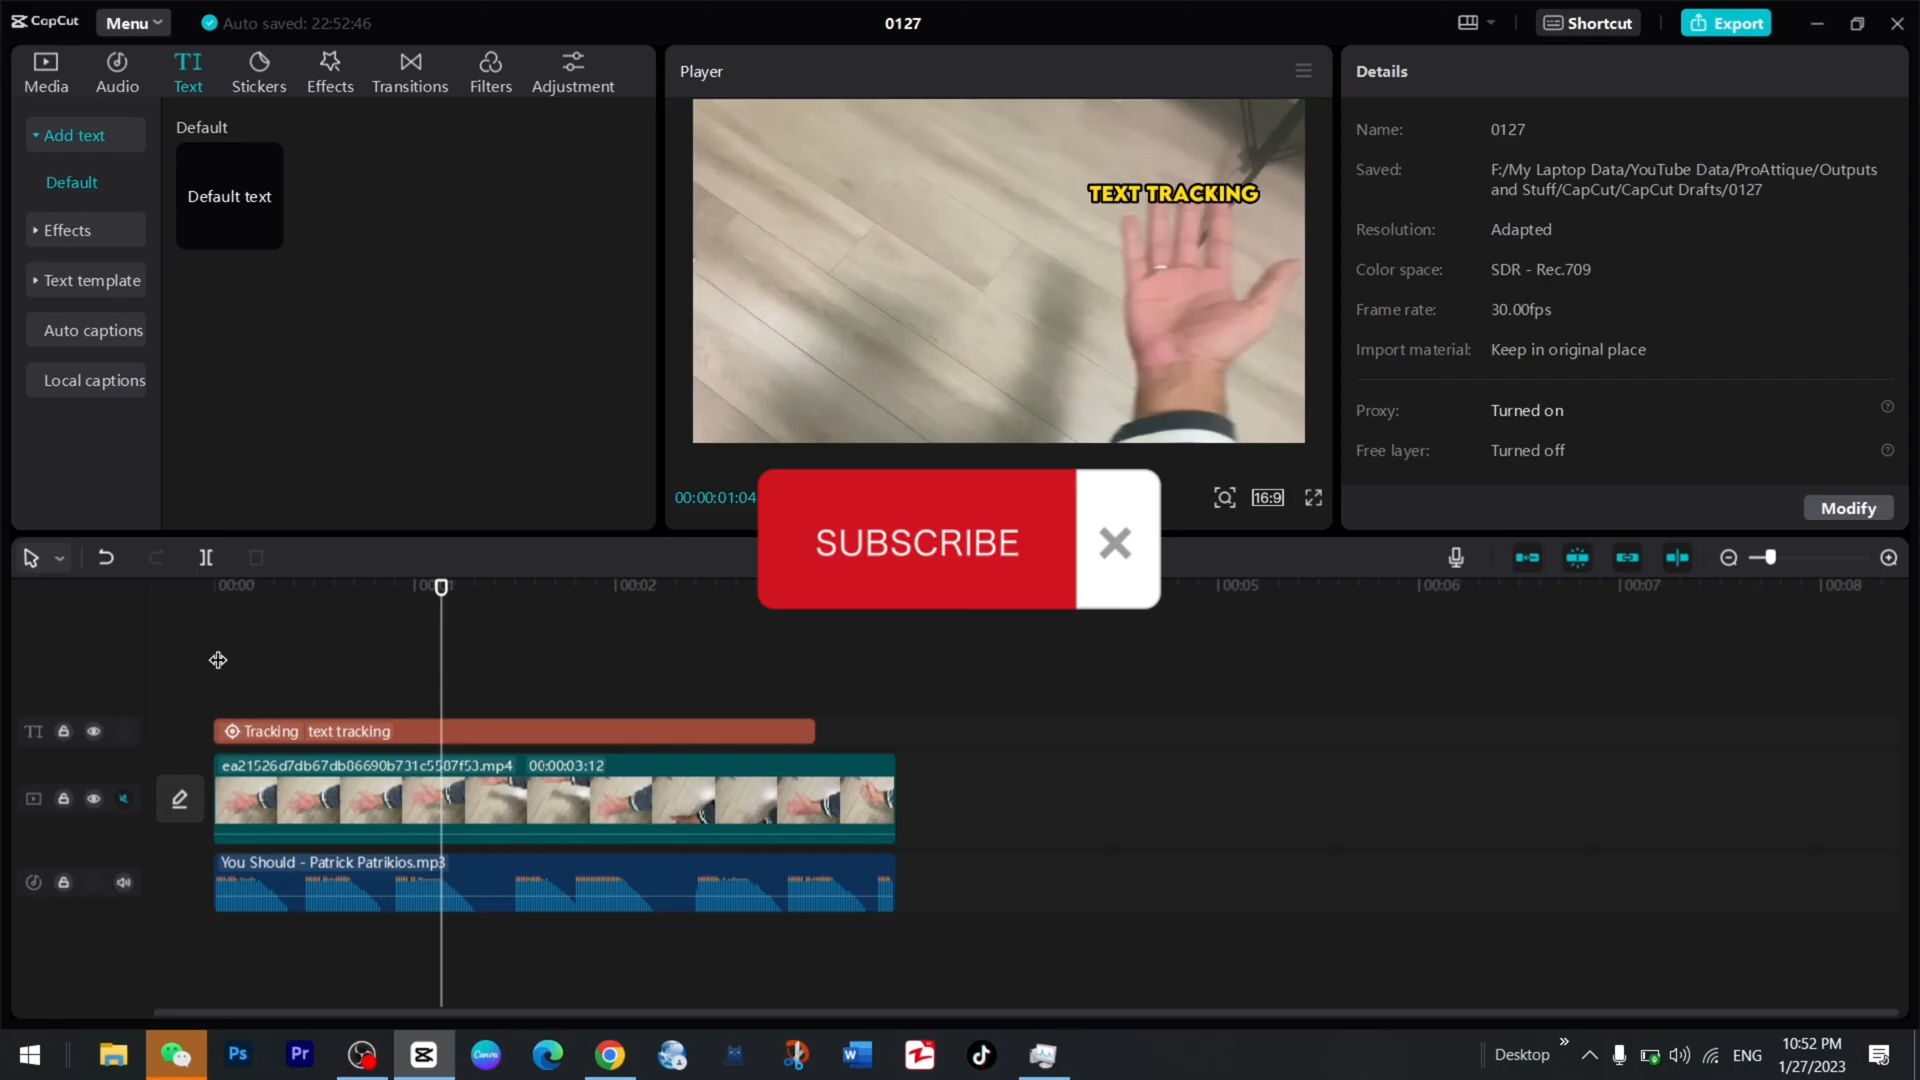 CapCut
Menu
Auto saved: 22:52:46
0127
Shortcut
Export
Media
Audio
TI
Text
Stickers
Effects
Transitions
Filters
Adjustment
Player
Details
Add text
Default
Effects
Text template
Auto captions
Local captions
Default
Default text
TEXT TRACKING
Name: 0127
Saved: F:/My Laptop Data/YouTube Data/ProAttique/Outputs
and Stuff/CapCut/CapCut Drafts/0127
Resolution: Adapted
Color space: SDR - Rec.709
Frame rate: 30.00fps
Import material: Keep in original place
Proxy: Turned on
Free layer: Turned off
Modify
00:00:01:04
16:9
SUBSCRIBE
00:00
00:02
00:05
00:06
00:07
00:08
TI
Tracking text tracking
ea21526d7db67db86690b731c5587f53.mp4 00:00:03:12
You Should - Patrick Patrikios.mp3
Ps
Pr
Canva
W
Desktop
ENG
10:52 PM
1/27/2023